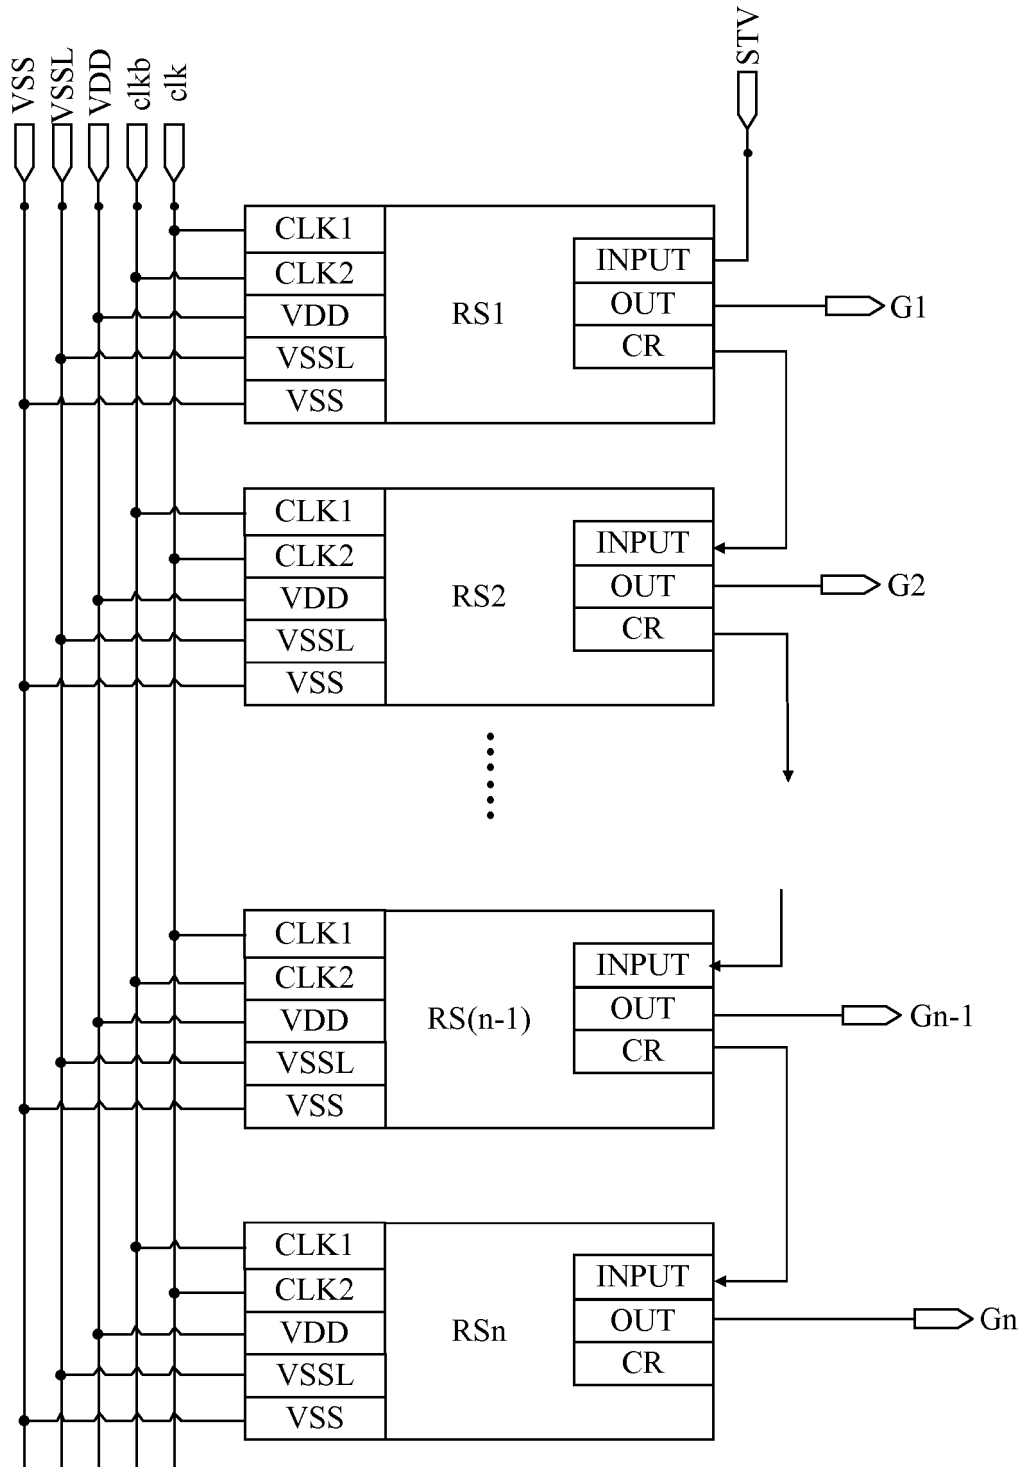 VSS
VSSL
VDD
clkb
clk
STV
CLK1
CLK2
VDD
VSSL
VSS
RS1
INPUT
OUT
CR
G1
CLK1
CLK2
VDD
VSSL
VSS
RS2
INPUT
OUT
CR
G2
CLK1
CLK2
VDD
VSSL
VSS
RS(n-1)
INPUT
OUT
CR
Gn-1
CLK1
CLK2
VDD
VSSL
VSS
RSn
INPUT
OUT
CR
Gn